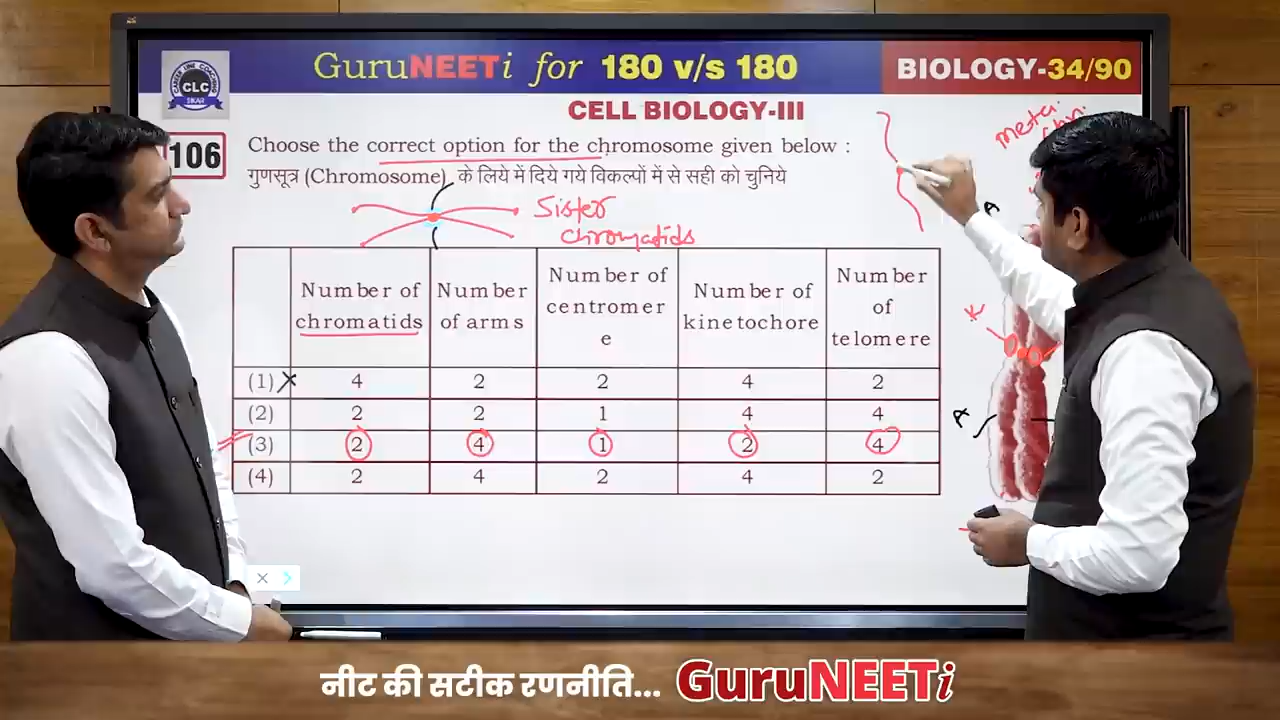 GuruNEETi for 180 v/s 180
BIOLOGY-34/90
CLC
SIKAR
CELL BIOLOGY-III
106
Choose the correct option for the chromosome given below :
गुणसूत्र (Chromosome) के लिये में दिये गये विकल्पों में से सही को चुनिये
Sister
chromatids
Number of chromatids
Number of arms
Number of centromere
Number of kinetochore
Number of telomere
(1) 4 2 2 4 2
(2) 2 2 1 4 4
(3) 2 4 1 2 4
(4) 2 4 2 4 2
A
A
नीट की सटीक रणनीति... GuruNEETi